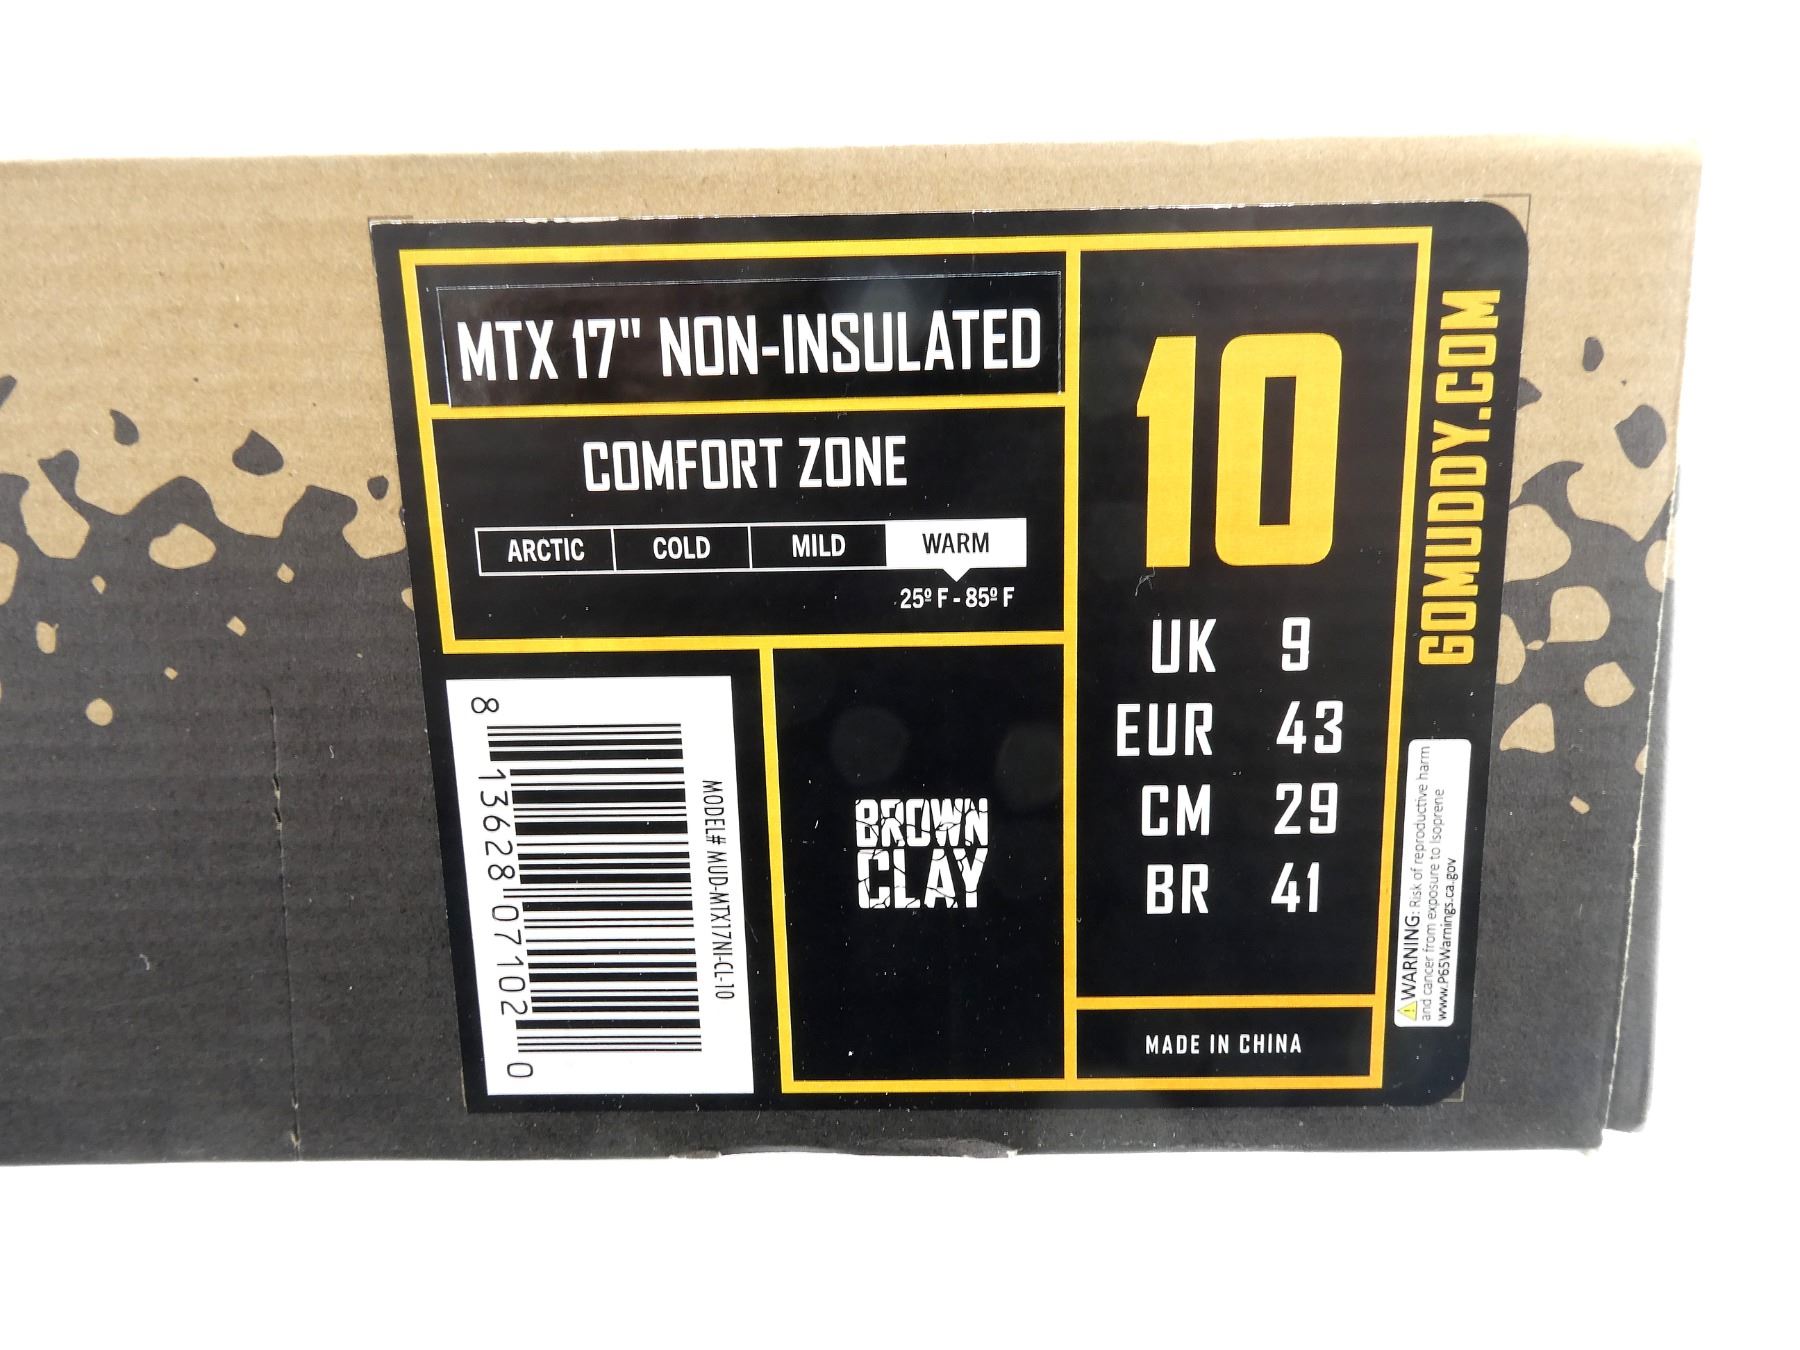 MTX 17" NON-INSULATED
COMFORT ZONE
ARCTIC COLD MILD WARM
25º F - 85º F
8 13628 07102 0
MODEL# MUD-MTX17NI-CL-10
BROWN
CLAY
10
UK 9
EUR 43
CM 29
BR 41
MADE IN CHINA
GOMUDDY.COM
WARNING: Risk of reproductive harm
and cancer from exposure to Isoprene
www.P65Warnings.ca.gov